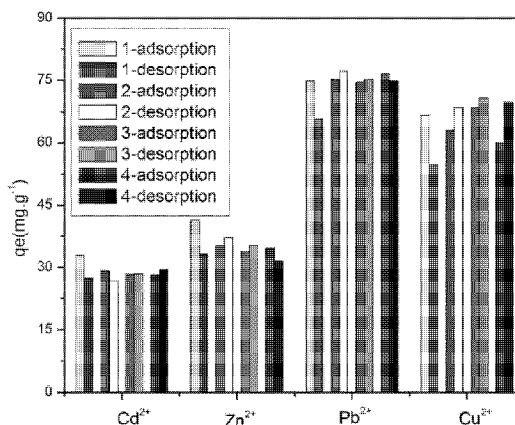 90
75
60
45
30
15
0
qe(mg.g⁻¹)
1-adsorption
1-desorption
2-adsorption
2-desorption
3-adsorption
3-desorption
4-adsorption
4-desorption
Cd²⁺ Zn²⁺ Pb²⁺ Cu²⁺